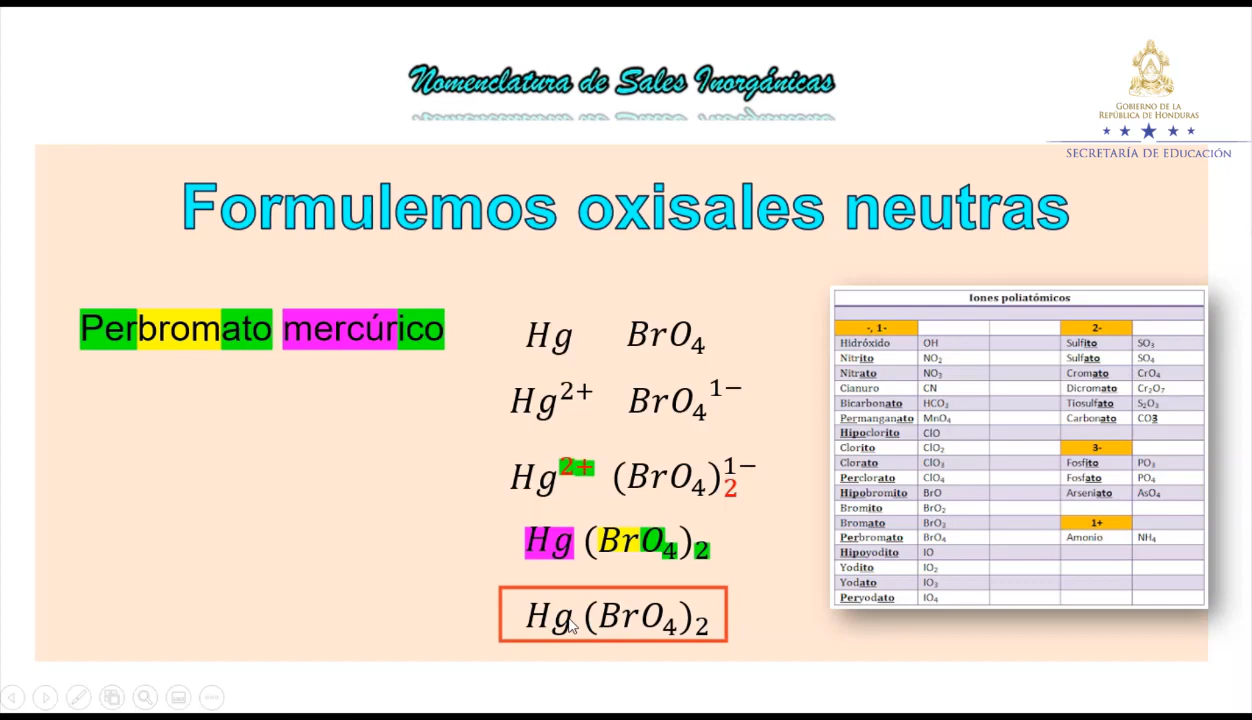 Nomenclatura de Sales Inorgánicas
GOBIERNO DE LA
REPÚBLICA DE HONDURAS
SECRETARÍA DE EDUCACIÓN
Formulemos oxisales neutras
Perbromato mercúrico
Hg BrO₄
Hg²⁺ BrO₄¹⁻
Hg²⁺ (BrO₄)₂¹⁻
Hg (BrO₄)₂
Hg (BrO₄)₂
Iones poliatómicos
-, 1- 2-
Hidróxido OH Sulfito SO₃
Nitrito NO₂ Sulfato SO₄
Nitrato NO₃ Cromato CrO₄
Cianuro CN Dicromato Cr₂O₇
Bicarbonato HCO₃ Tiosulfato S₂O₃
Permanganato MnO₄ Carbonato CO3
Hipoclorito ClO
Clorito ClO₂ 3-
Clorato ClO₃ Fosfito PO₃
Perclorato ClO₄ Fosfato PO₄
Hipobromito BrO Arseniato AsO₄
Bromito BrO₂
Bromato BrO₃ 1+
Perbromato BrO₄ Amonio NH₄
Hipoyodito IO
Yodito IO₂
Yodato IO₃
Peryodato IO₄